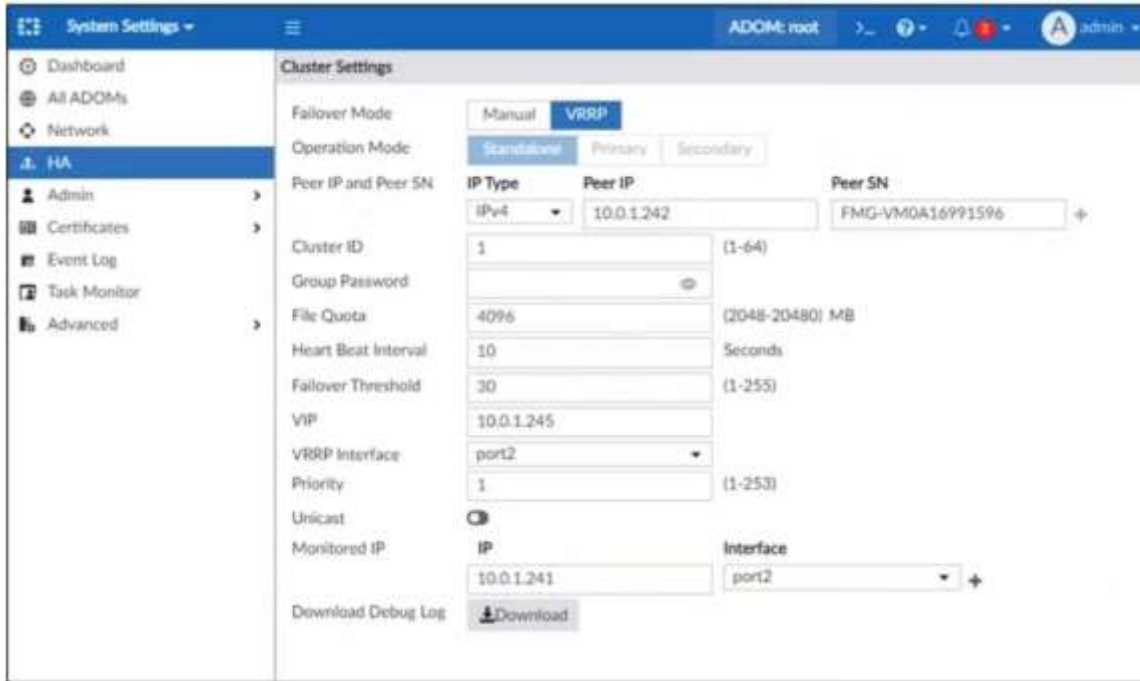 System Settings
ADOM: root
>_
?
2
A admin
Dashboard
All ADOMs
Network
HA
Admin
Certificates
Event Log
Task Monitor
Advanced
Cluster Settings
Failover Mode Manual VRRP
Operation Mode Standalone Primary Secondary
Peer IP and Peer SN IP Type Peer IP Peer SN
IPv4 10.0.1.242 FMG-VM0A16991596 +
Cluster ID 1 (1-64)
Group Password
File Quota 4096 (2048-20480) MB
Heart Beat Interval 10 Seconds
Failover Threshold 30 (1-255)
VIP 10.0.1.245
VRRP Interface port2
Priority 1 (1-253)
Unicast
Monitored IP IP Interface
10.0.1.241 port2 +
Download Debug Log Download